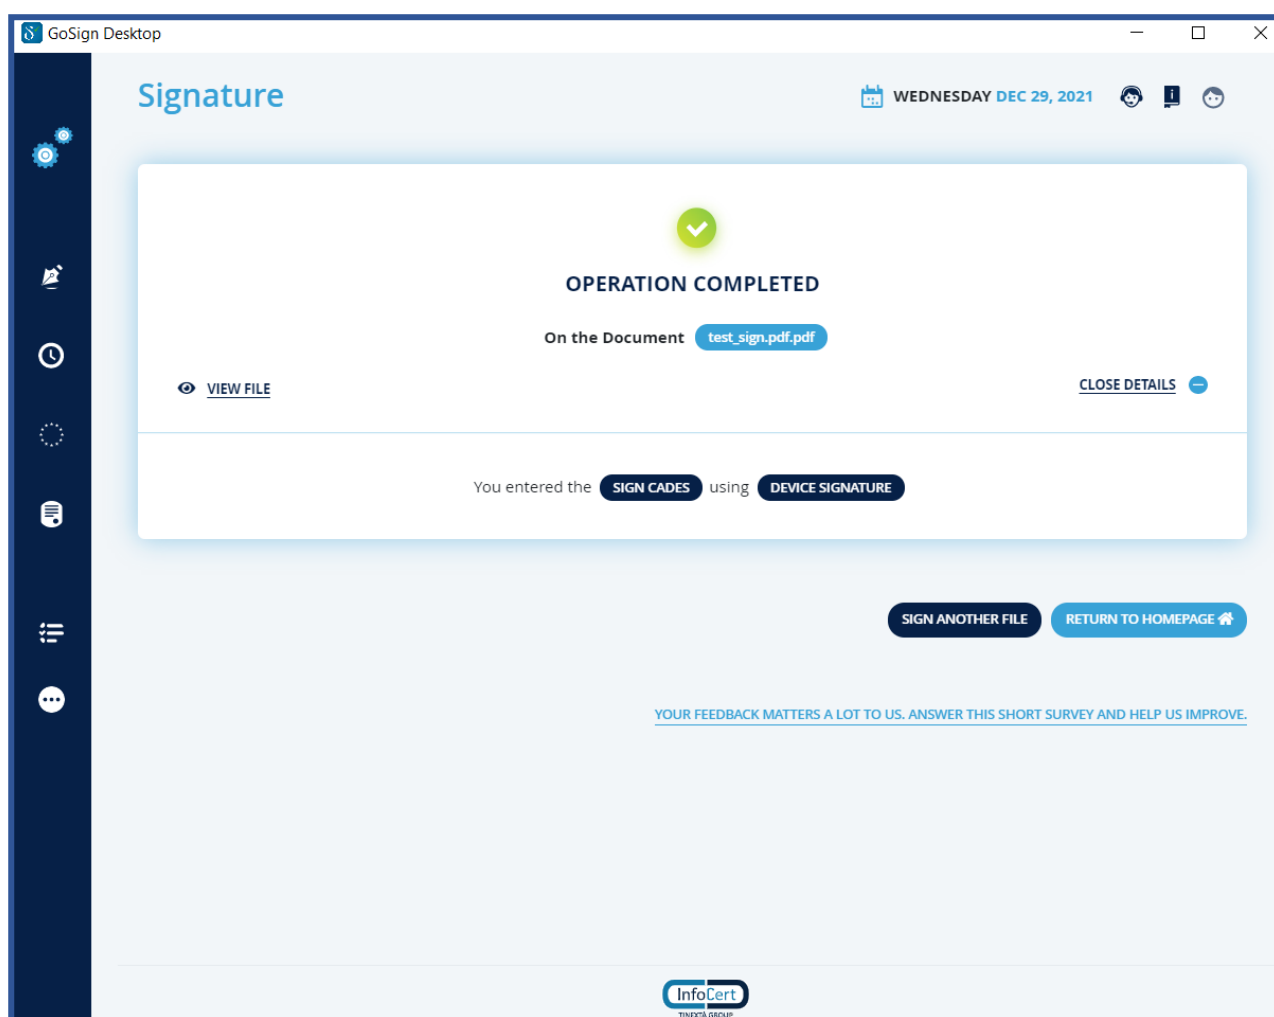 GoSign Desktop
Signature
WEDNESDAY DEC 29, 2021
OPERATION COMPLETED
On the Document test_sign.pdf.pdf
VIEW FILE
CLOSE DETAILS
You entered the SIGN CADES using DEVICE SIGNATURE
SIGN ANOTHER FILE
RETURN TO HOMEPAGE
YOUR FEEDBACK MATTERS A LOT TO US. ANSWER THIS SHORT SURVEY AND HELP US IMPROVE.
InfoCert
TINEXTA GROUP